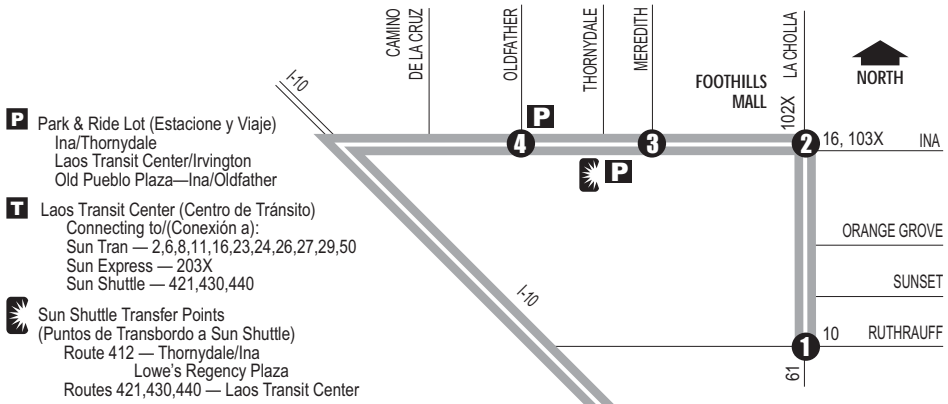 P Park & Ride Lot (Estacione y Viaje)
Ina/Thornydale
Laos Transit Center/Irvington
Old Pueblo Plaza—Ina/Oldfather
T Laos Transit Center (Centro de Tránsito)
Connecting to/(Conexión a):
Sun Tran — 2,6,8,11,16,23,24,26,27,29,50
Sun Express — 203X
Sun Shuttle — 421,430,440
Sun Shuttle Transfer Points
(Puntos de Transbordo a Sun Shuttle)
Route 412 — Thornydale/Ina
Lowe's Regency Plaza
Routes 421,430,440 — Laos Transit Center
I-10
CAMINO
DE LA CRUZ
OLDFATHER
THORNYDALE
MEREDITH
FOOTHILLS
MALL
102X
LA CHOLLA
NORTH
P
4
3
2
16, 103X
INA
P
ORANGE GROVE
I-10
SUNSET
1
10
RUTHRAUFF
61